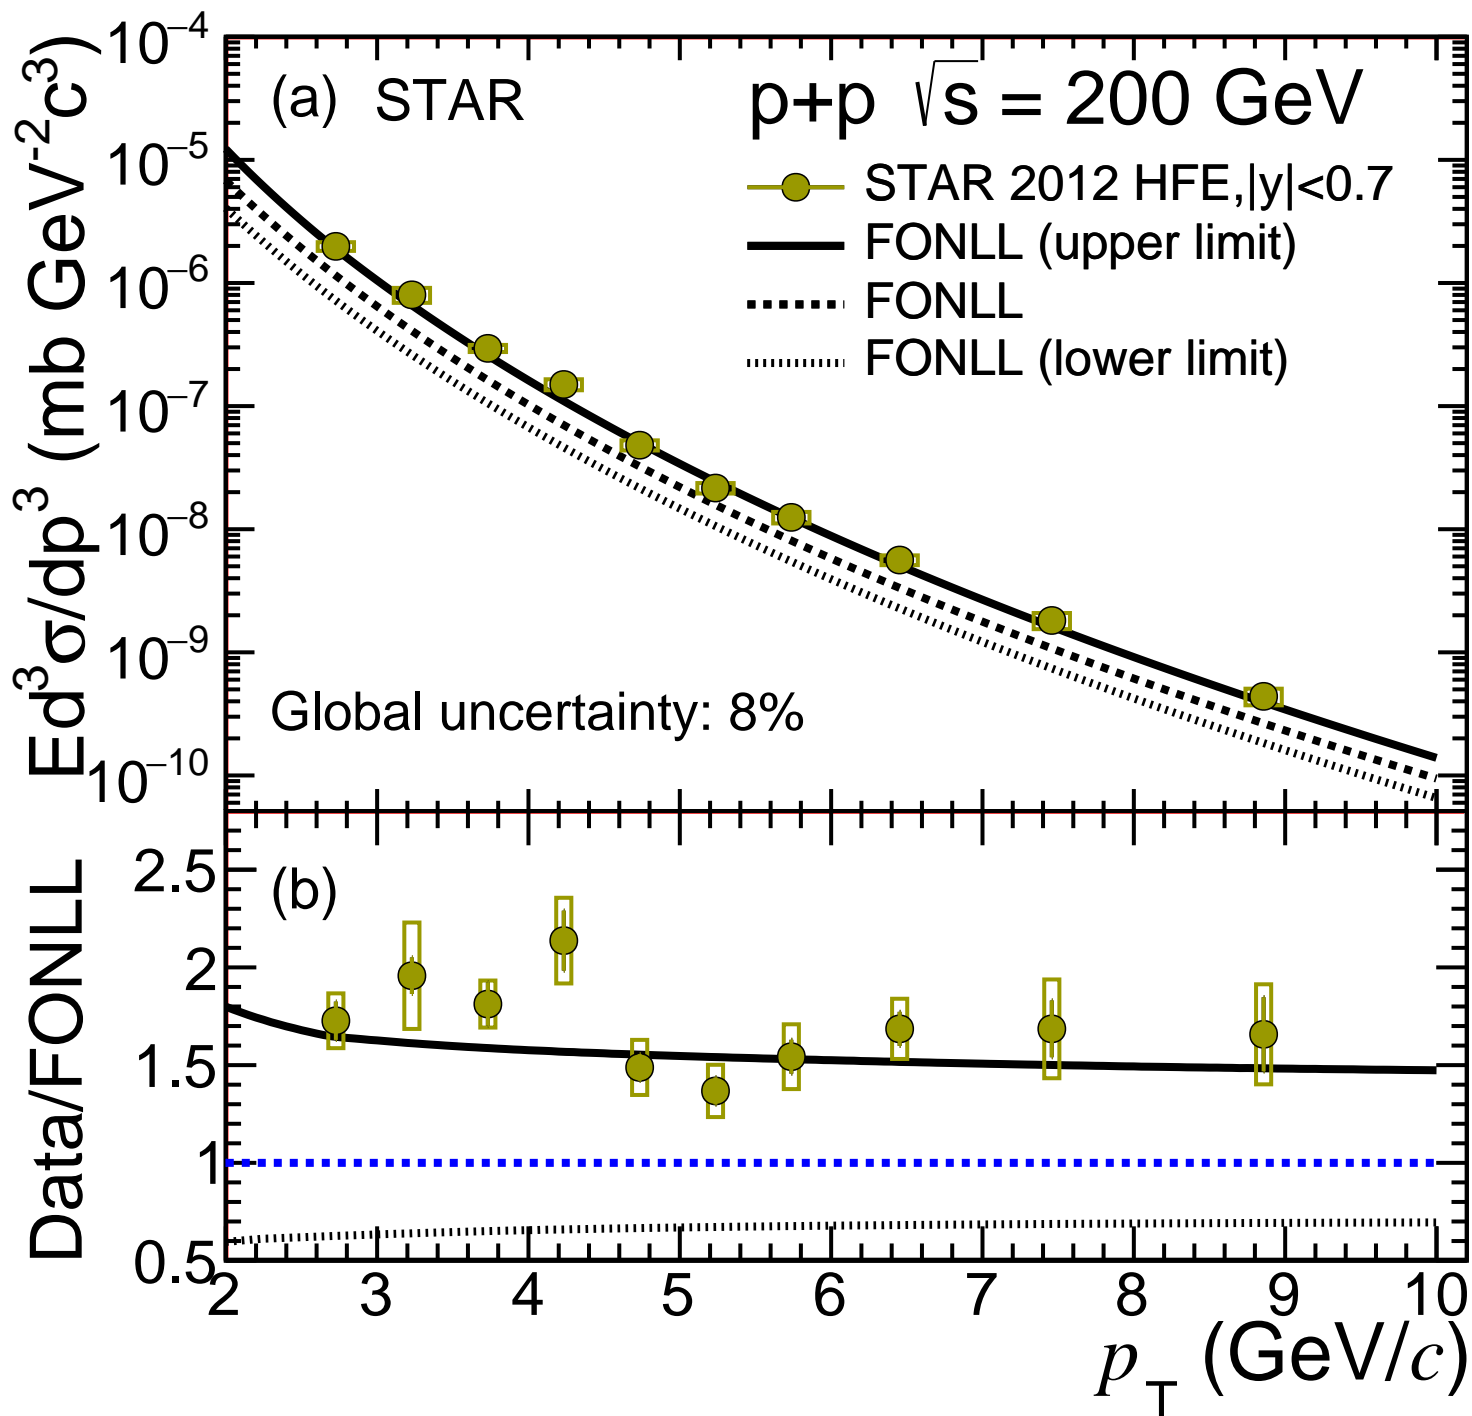 (a) STAR
p+p √s = 200 GeV
STAR 2012 HFE,|y|<0.7
FONLL (upper limit)
FONLL
FONLL (lower limit)
Global uncertainty: 8%
Ed³σ/dp³ (mb GeV⁻²c³)
10⁻⁴
10⁻⁵
10⁻⁶
10⁻⁷
10⁻⁸
10⁻⁹
10⁻¹⁰
(b)
Data/FONLL
2.5
2
1.5
1
0.5
2 3 4 5 6 7 8 9 10
p_T (GeV/c)